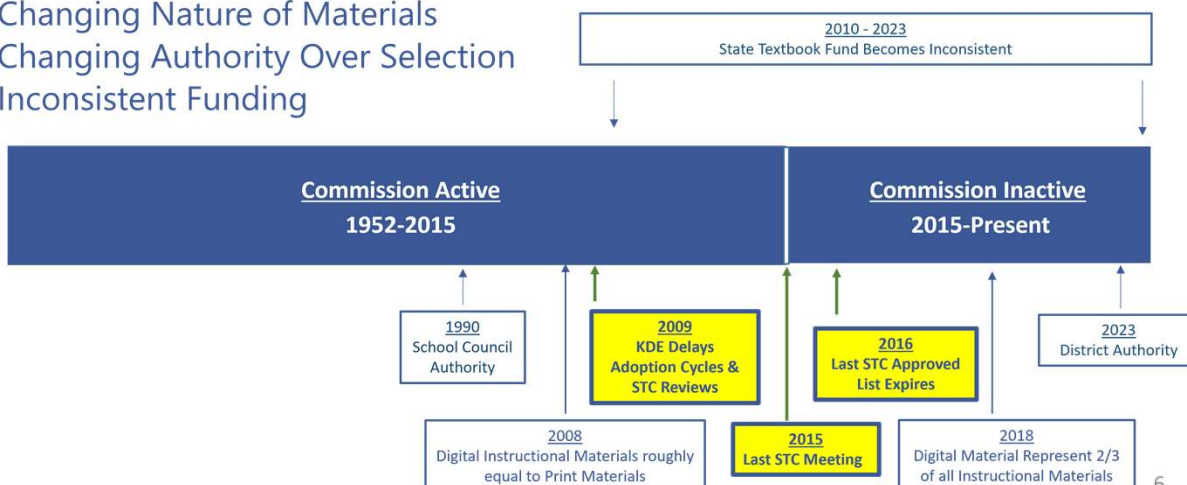 Changing Nature of Materials
Changing Authority Over Selection
Inconsistent Funding
2010 - 2023
State Textbook Fund Becomes Inconsistent
Commission Active
1952-2015
Commission Inactive
2015-Present
1990
School Council
Authority
2009
KDE Delays
Adoption Cycles &
STC Reviews
2016
Last STC Approved
List Expires
2023
District Authority
2008
Digital Instructional Materials roughly
equal to Print Materials
2015
Last STC Meeting
2018
Digital Material Represent 2/3
of all Instructional Materials
6